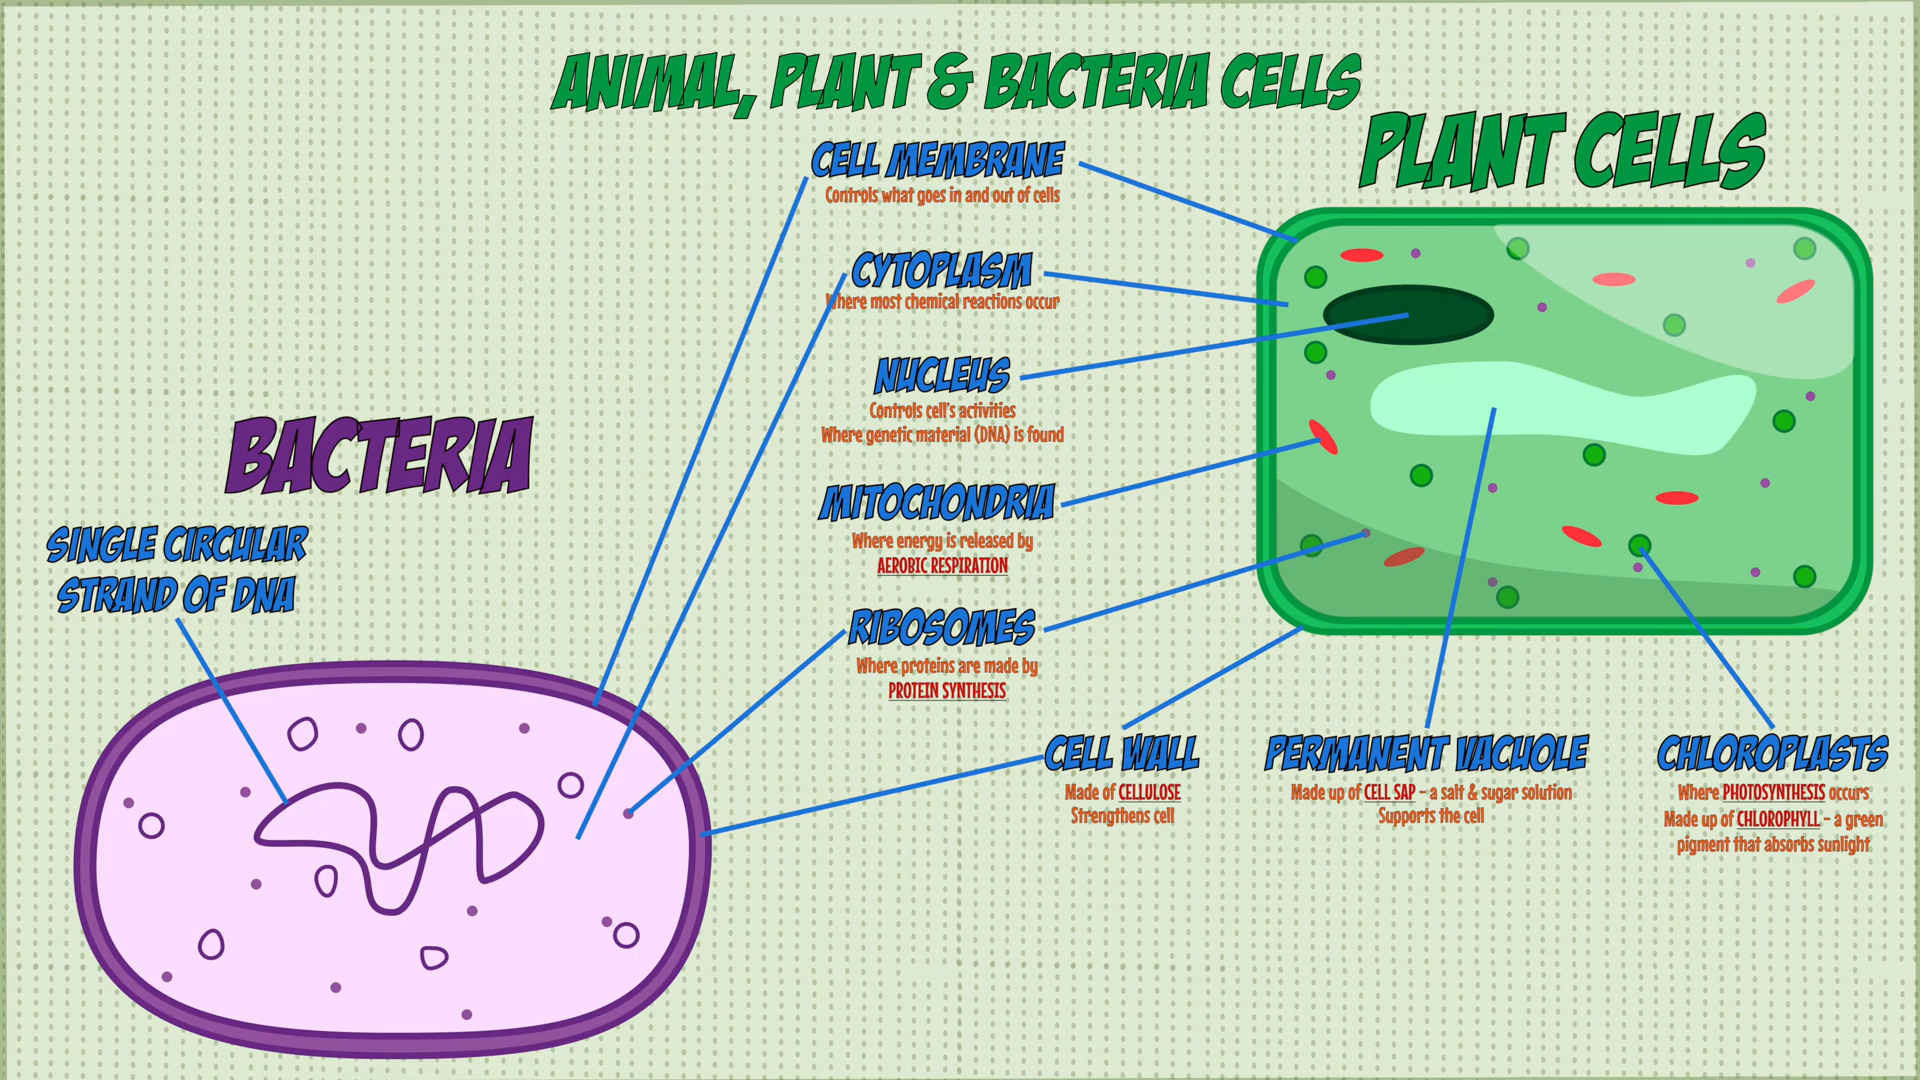 ANIMAL, PLANT & BACTERIA CELLS
PLANT CELLS
CELL MEMBRANE
Controls what goes in and out of cells
CYTOPLASM
Where most chemical reactions occur
NUCLEUS
Controls cell's activities
Where genetic material (DNA) is found
BACTERIA
MITOCHONDRIA
Where energy is released by
AEROBIC RESPIRATION
SINGLE CIRCULAR
STRAND OF DNA
RIBOSOMES
Where proteins are made by
PROTEIN SYNTHESIS
CELL WALL
Made of CELLULOSE
Strengthens cell
PERMANENT VACUOLE
Made up of CELL SAP - a salt & sugar solution
Supports the cell
CHLOROPLASTS
Where PHOTOSYNTHESIS occurs
Made up of CHLOROPHYLL - a green
pigment that absorbs sunlight